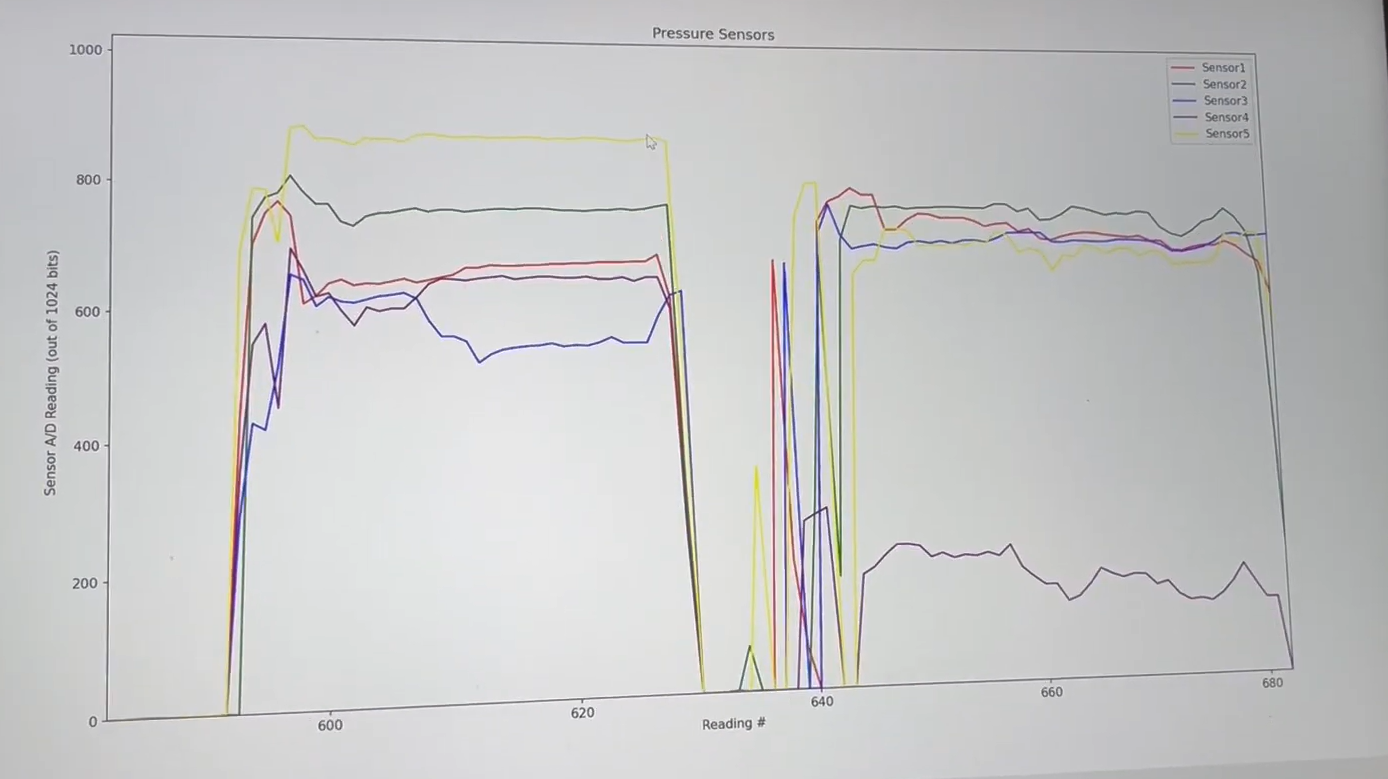 Pressure Sensors
1000
800
600
400
200
0
Sensor A/D Reading (out of 1024 bits)
Sensor1
Sensor2
Sensor3
Sensor4
Sensor5
600
620
640
660
680
Reading #